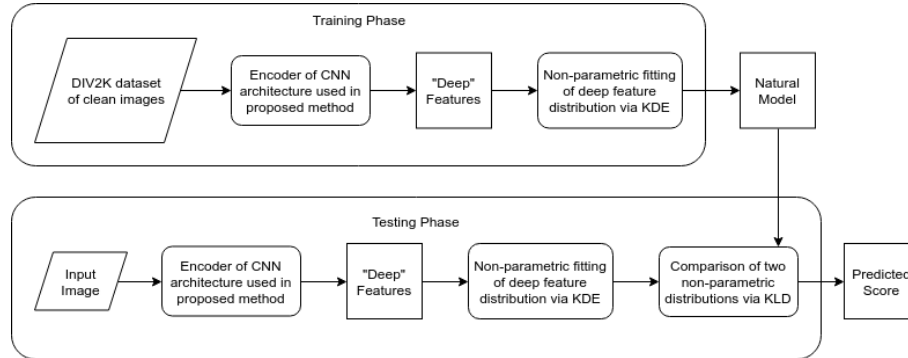 Training Phase
DIV2K dataset
of clean images
Encoder of CNN
architecture used in
proposed method
"Deep"
Features
Non-parametric fitting
of deep feature
distribution via KDE
Natural
Model
Testing Phase
Input
Image
Encoder of CNN
architecture used in
proposed method
"Deep"
Features
Non-parametric fitting
of deep feature
distribution via KDE
Comparison of two
non-parametric
distributions via KLD
Predicted
Score